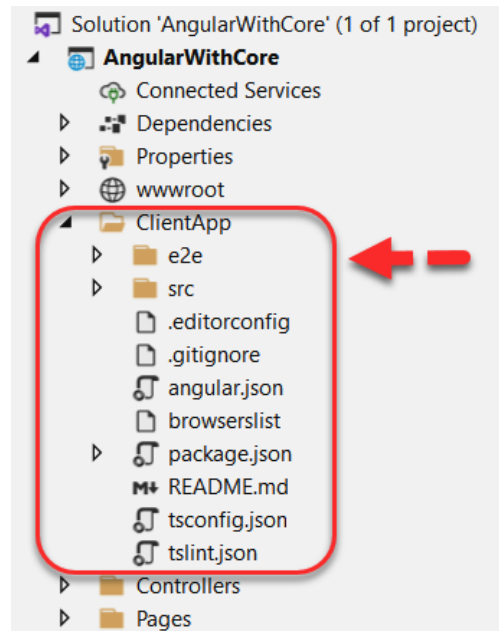 Solution 'AngularWithCore' (1 of 1 project)
AngularWithCore
Connected Services
Dependencies
Properties
wwwroot
ClientApp
e2e
src
.editorconfig
.gitignore
angular.json
browserslist
package.json
M+ README.md
tsconfig.json
tslint.json
Controllers
Pages